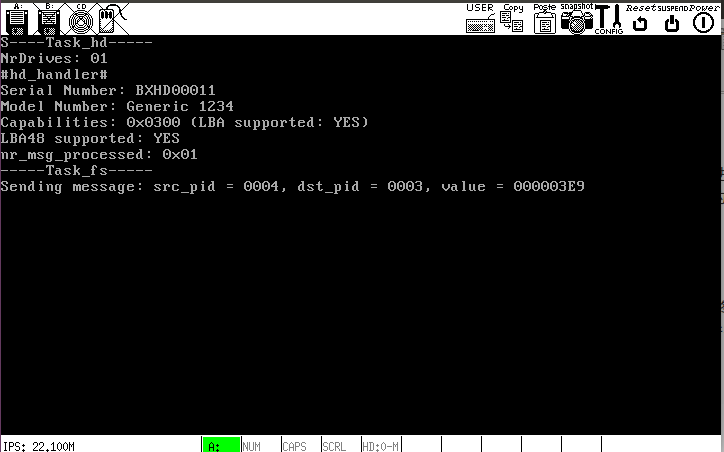 A: B: CD USER Copy Paste snapshot CONFIG Reset SUSPEND Power
S----Task_hd-----
NrDrives: 01
#hd_handler#
Serial Number: BXHD00011
Model Number: Generic 1234
Capabilities: 0x0300 (LBA supported: YES)
LBA48 supported: YES
nr_msg_processed: 0x01
-----Task_fs-----
Sending message: src_pid = 0004, dst_pid = 0003, value = 000003E9
IPS: 22,100M A: NUM CAPS SCRL HD:0-M